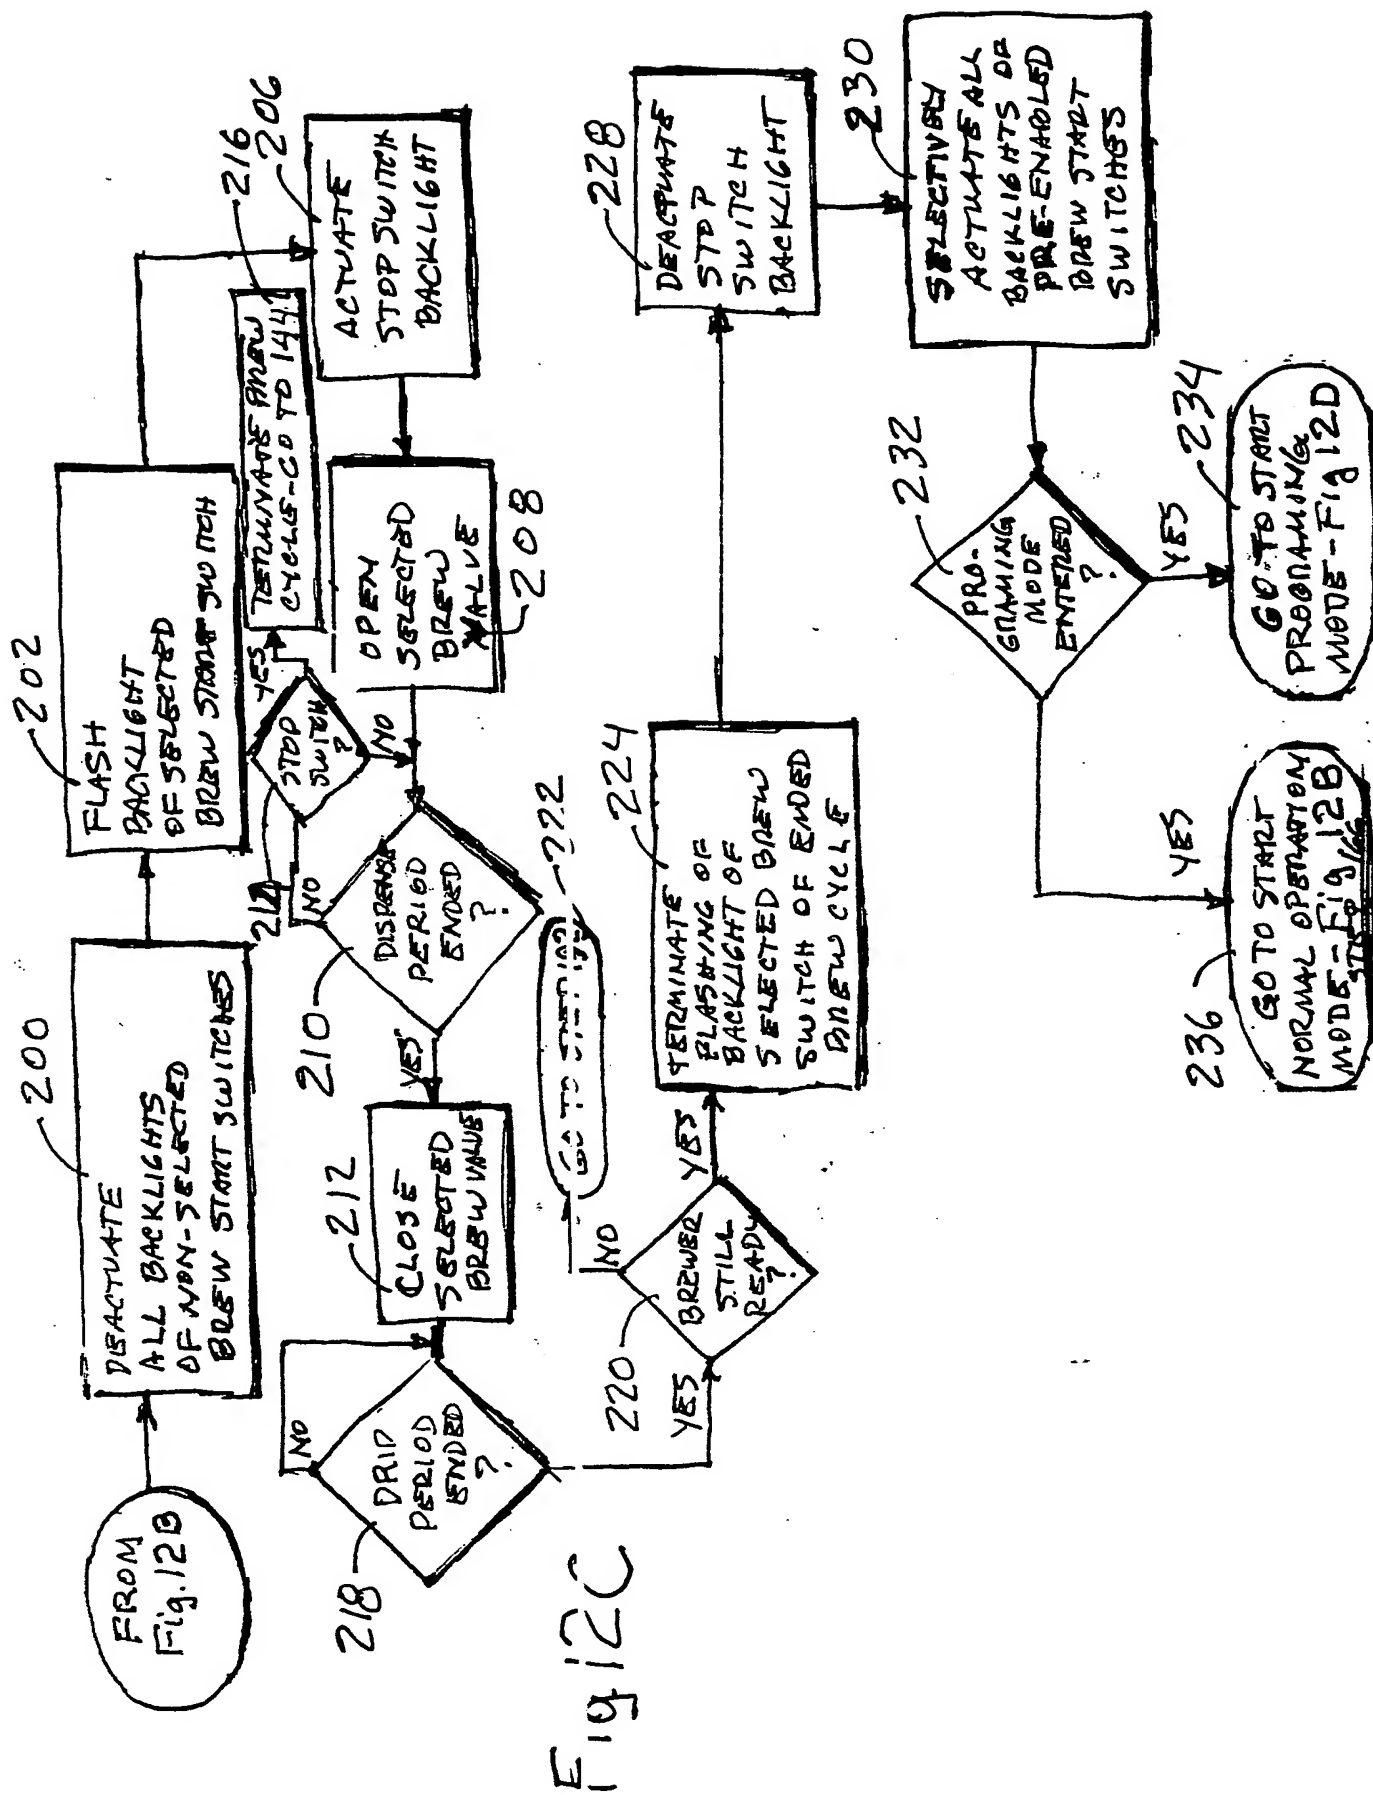 FROM
Fig.12B
200
DEACTUATE
ALL BACKLIGHTS
OF NON-SELECTED
BREW START SWITCHES
202
FLASH
BACKLIGHT
OF SELECTED
BREW START SWITCH
216
TERMINATE BREW
CYCLE-GO TO 144
206
ACTUATE
STOP SWITCH
BACKLIGHT
OPEN
SELECTED
BREW
VALVE
208
YES
STOP
SWITCH
?
NO
NO
210
DISPENSE
PERIOD
ENDED
?
YES
212
CLOSE
SELECTED
BREW VALVE
NO
218
DRIP
PERIOD
ENDED
?
YES
220
BREWER
STILL
READY
?
NO
222
GO TO
YES
224
TERMINATE
FLASHING OF
BACKLIGHT OF
SELECTED BREW
SWITCH OF ENDED
BREW CYCLE
228
DEACTUATE
STOP
SWITCH
BACKLIGHT
230
SELECTIVELY
ACTUATE ALL
BACKLIGHTS OF
PRE-ENABLED
BREW START
SWITCHES
232
PRO-
GRAMING
MODE
ENTERED
?
YES
234
GO TO START
PROGRAMING
MODE-Fig 12D
YES
236
GO TO START
NORMAL OPERATION
MODE-Fig 12B
Fig 12C